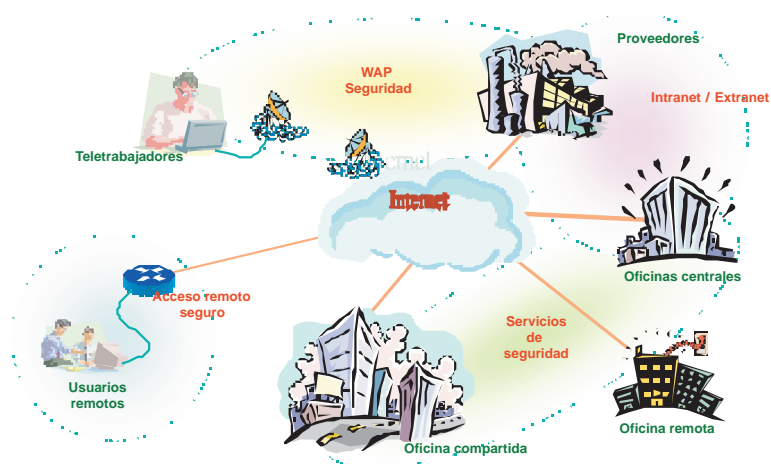 Proveedores
WAP
Seguridad
Intranet / Extranet
Teletrabajadores
Internet
Oficinas centrales
Acceso remoto
seguro
Servicios
de
seguridad
Usuarios
remotos
Oficina remota
Oficina compartida